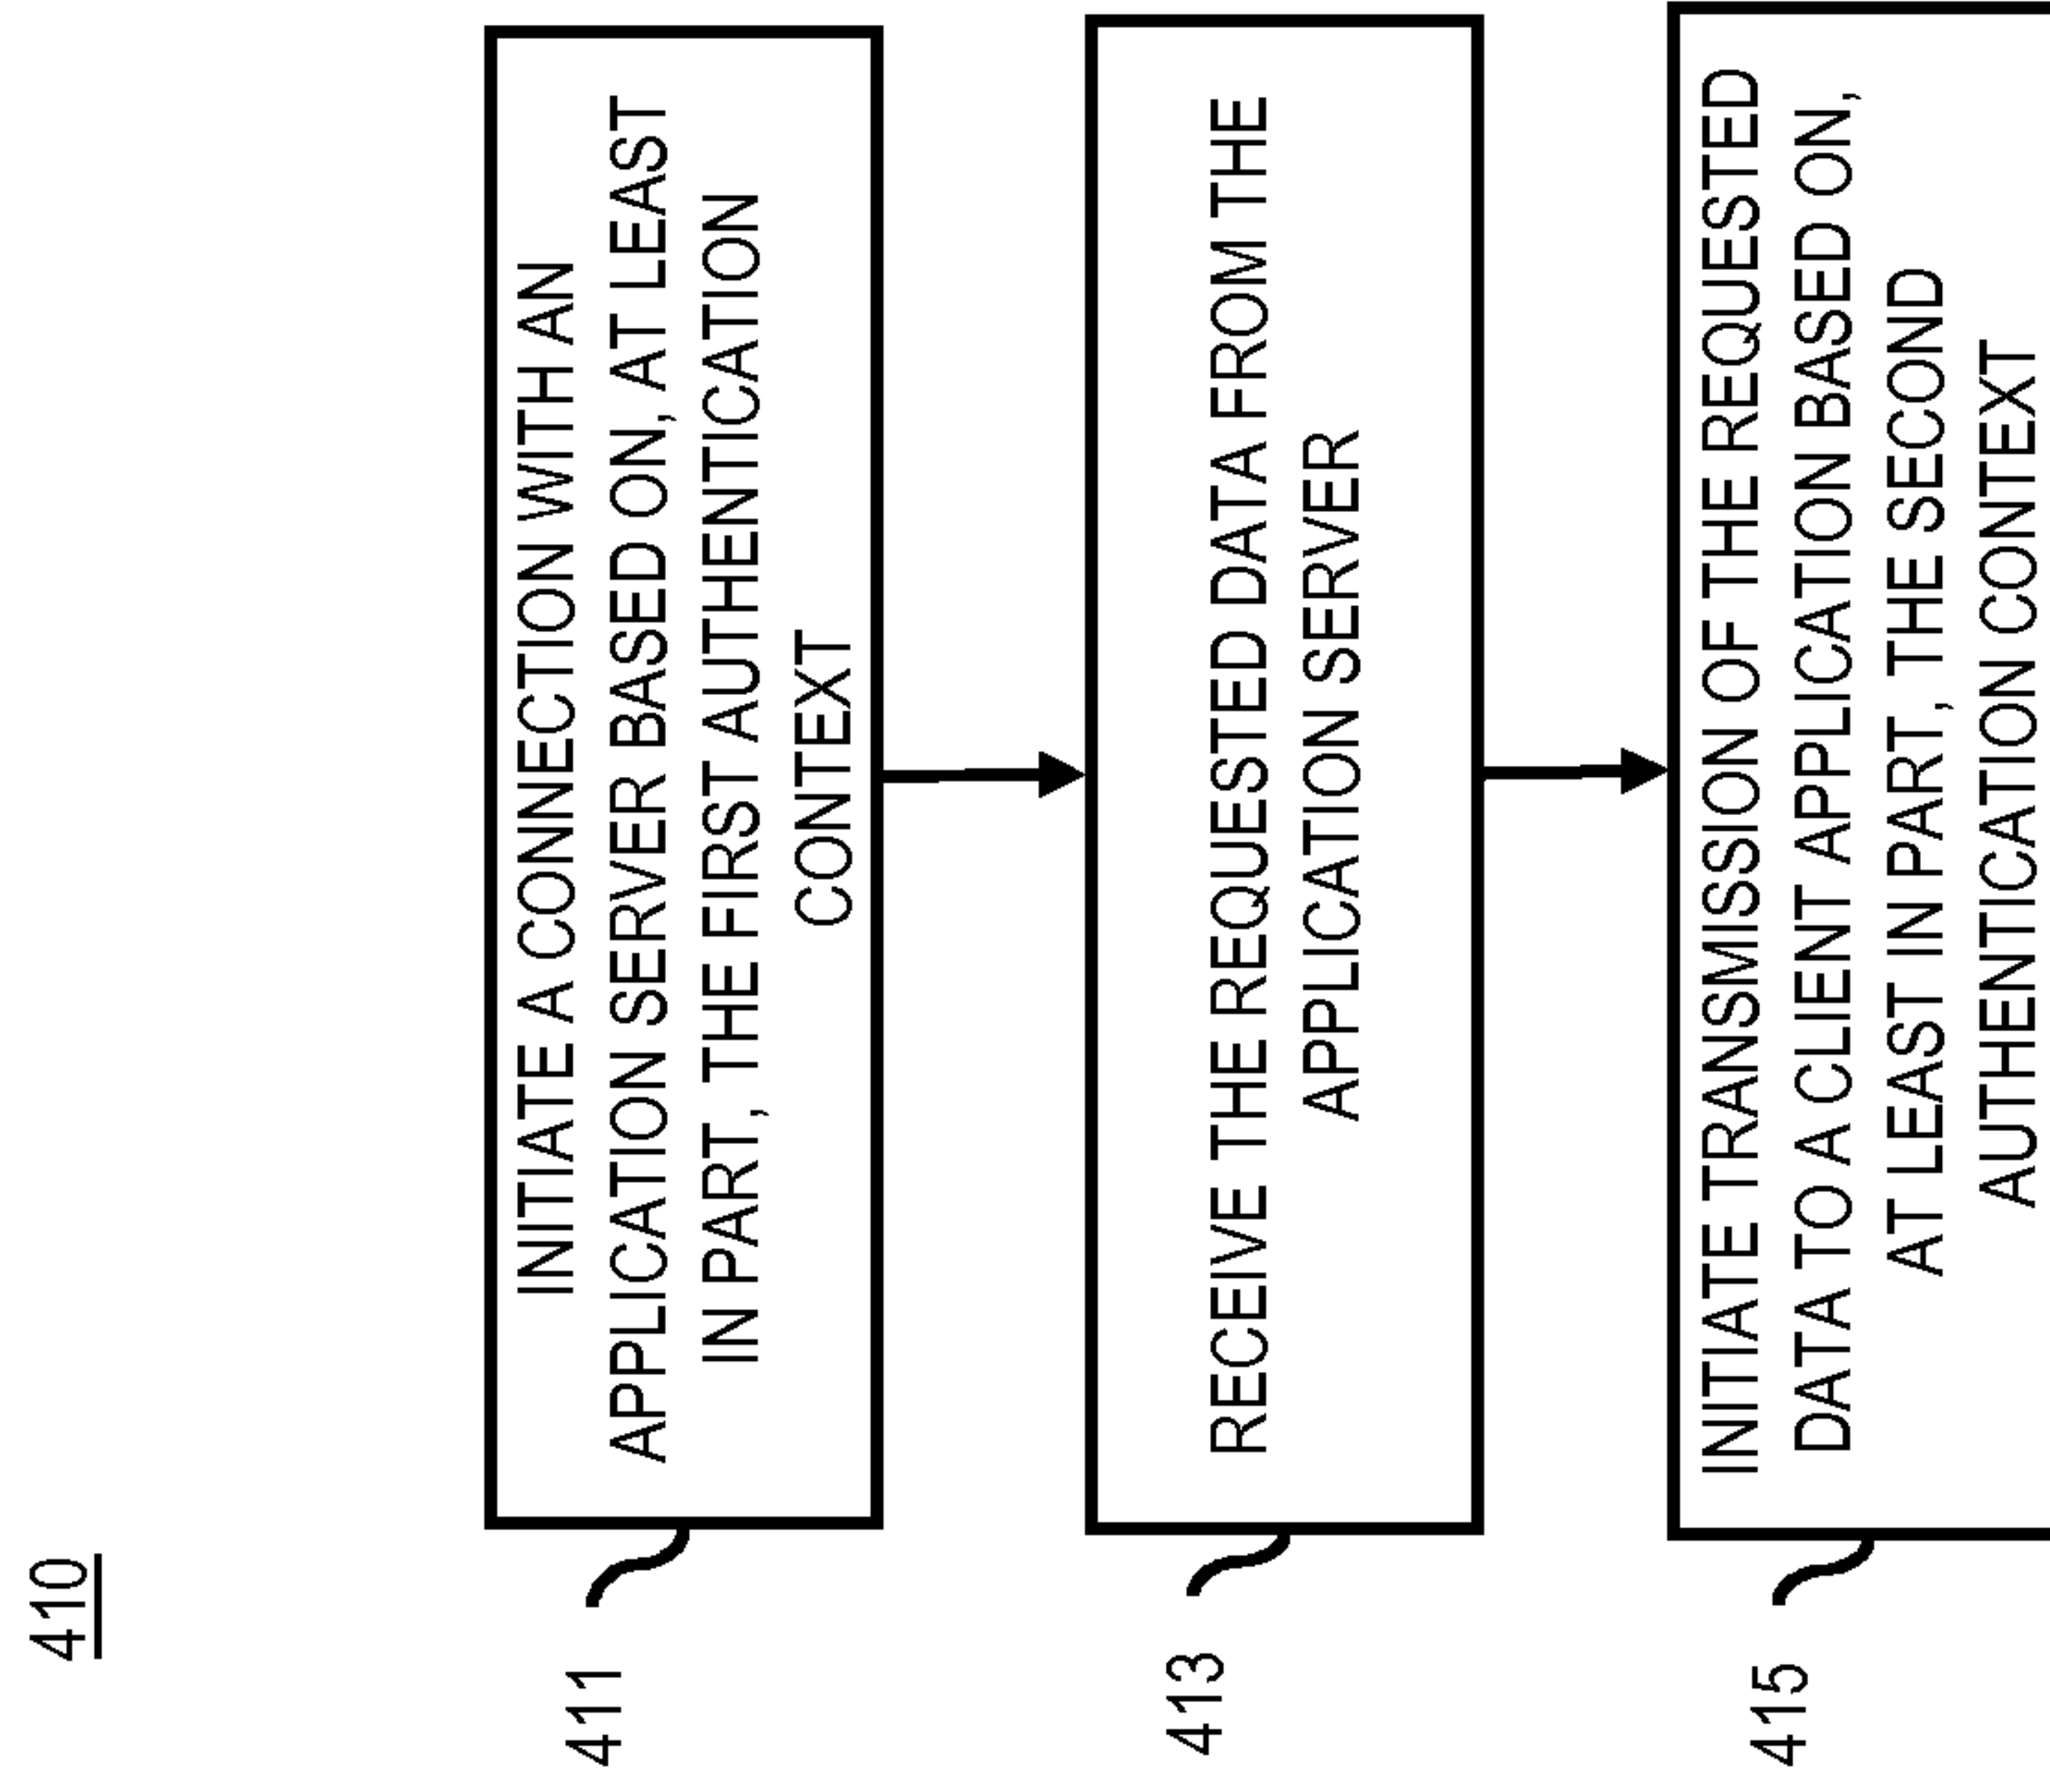 410
411
INITIATE A CONNECTION WITH AN
APPLICATION SERVER BASED ON, AT LEAST
IN PART, THE FIRST AUTHENTICATION
CONTEXT
413
RECEIVE THE REQUESTED DATA FROM THE
APPLICATION SERVER
415
INITIATE TRANSMISSION OF THE REQUESTED
DATA TO A CLIENT APPLICATION BASED ON,
AT LEAST IN PART, THE SECOND
AUTHENTICATION CONTEXT